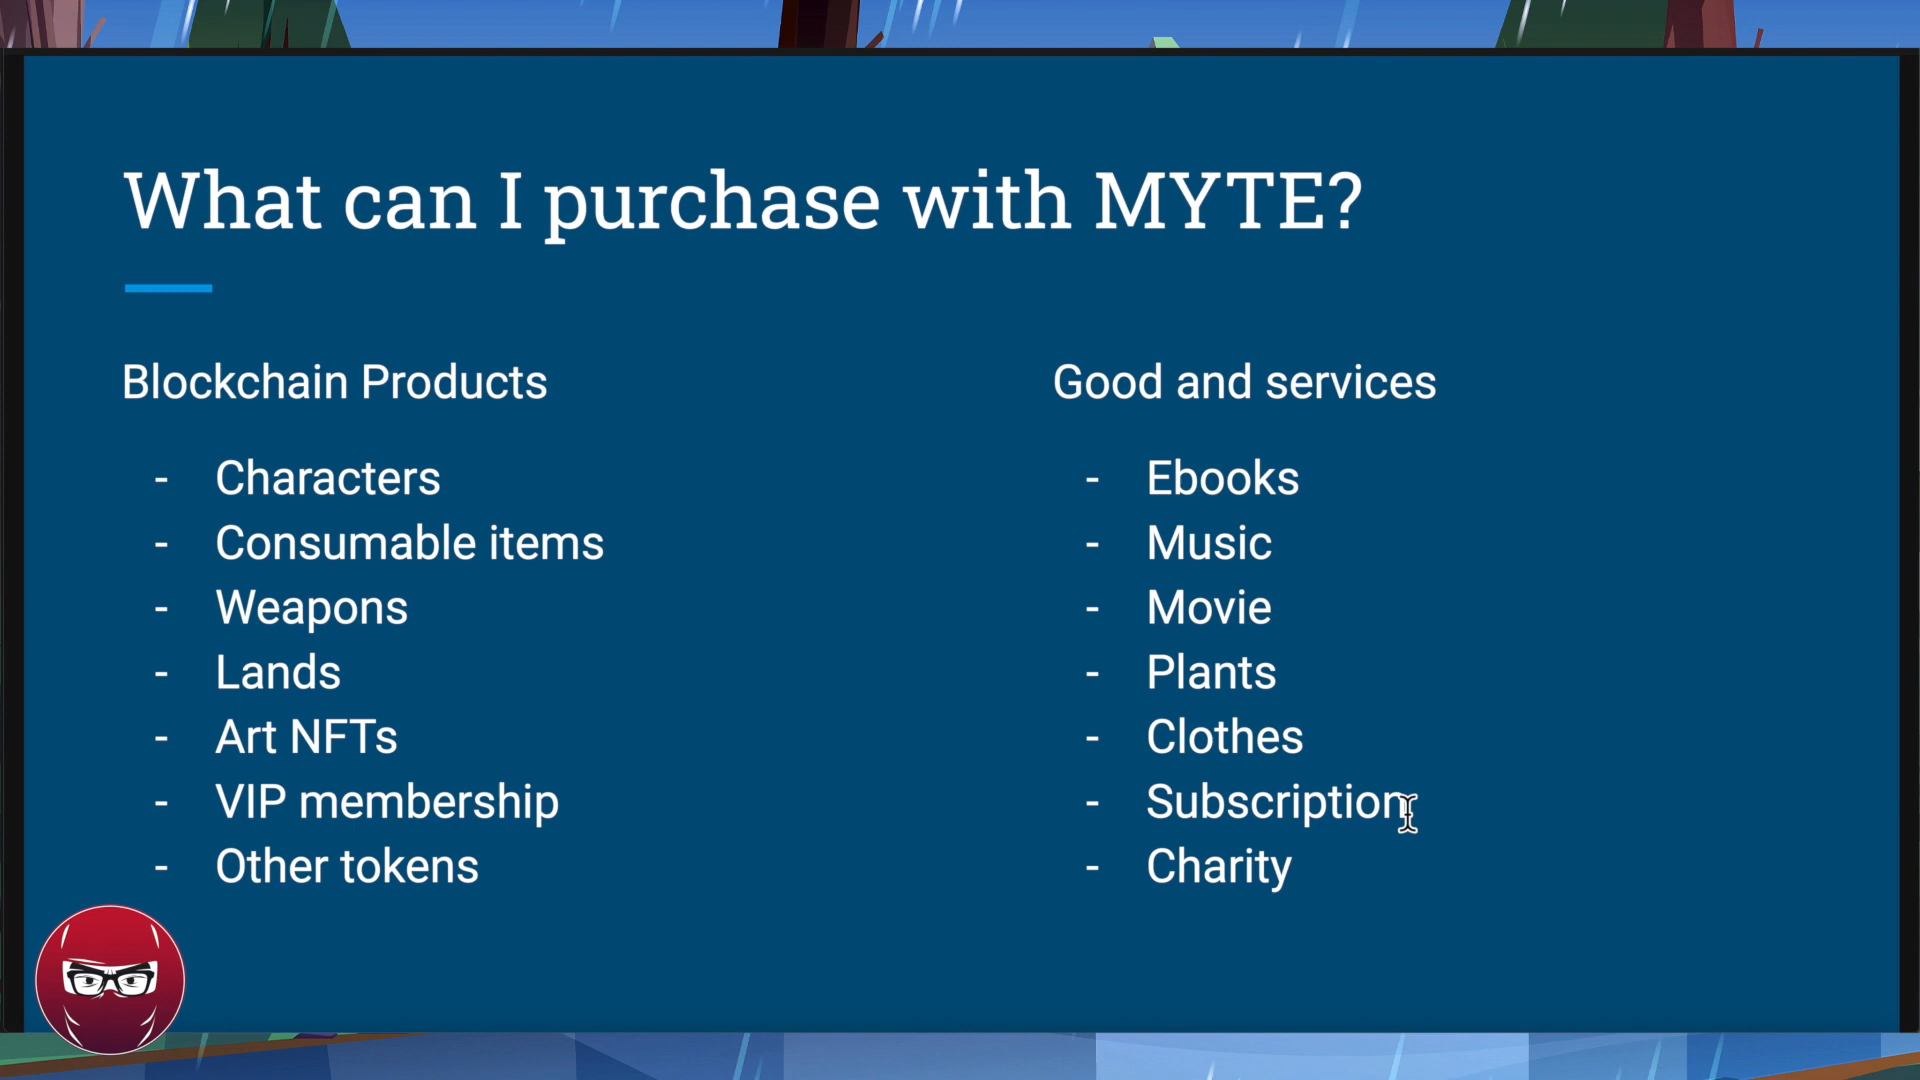 What can I purchase with MYTE?
Blockchain Products
- Characters
- Consumable items
- Weapons
- Lands
- Art NFTs
- VIP membership
- Other tokens
Good and services
- Ebooks
- Music
- Movie
- Plants
- Clothes
- Subscription
- Charity